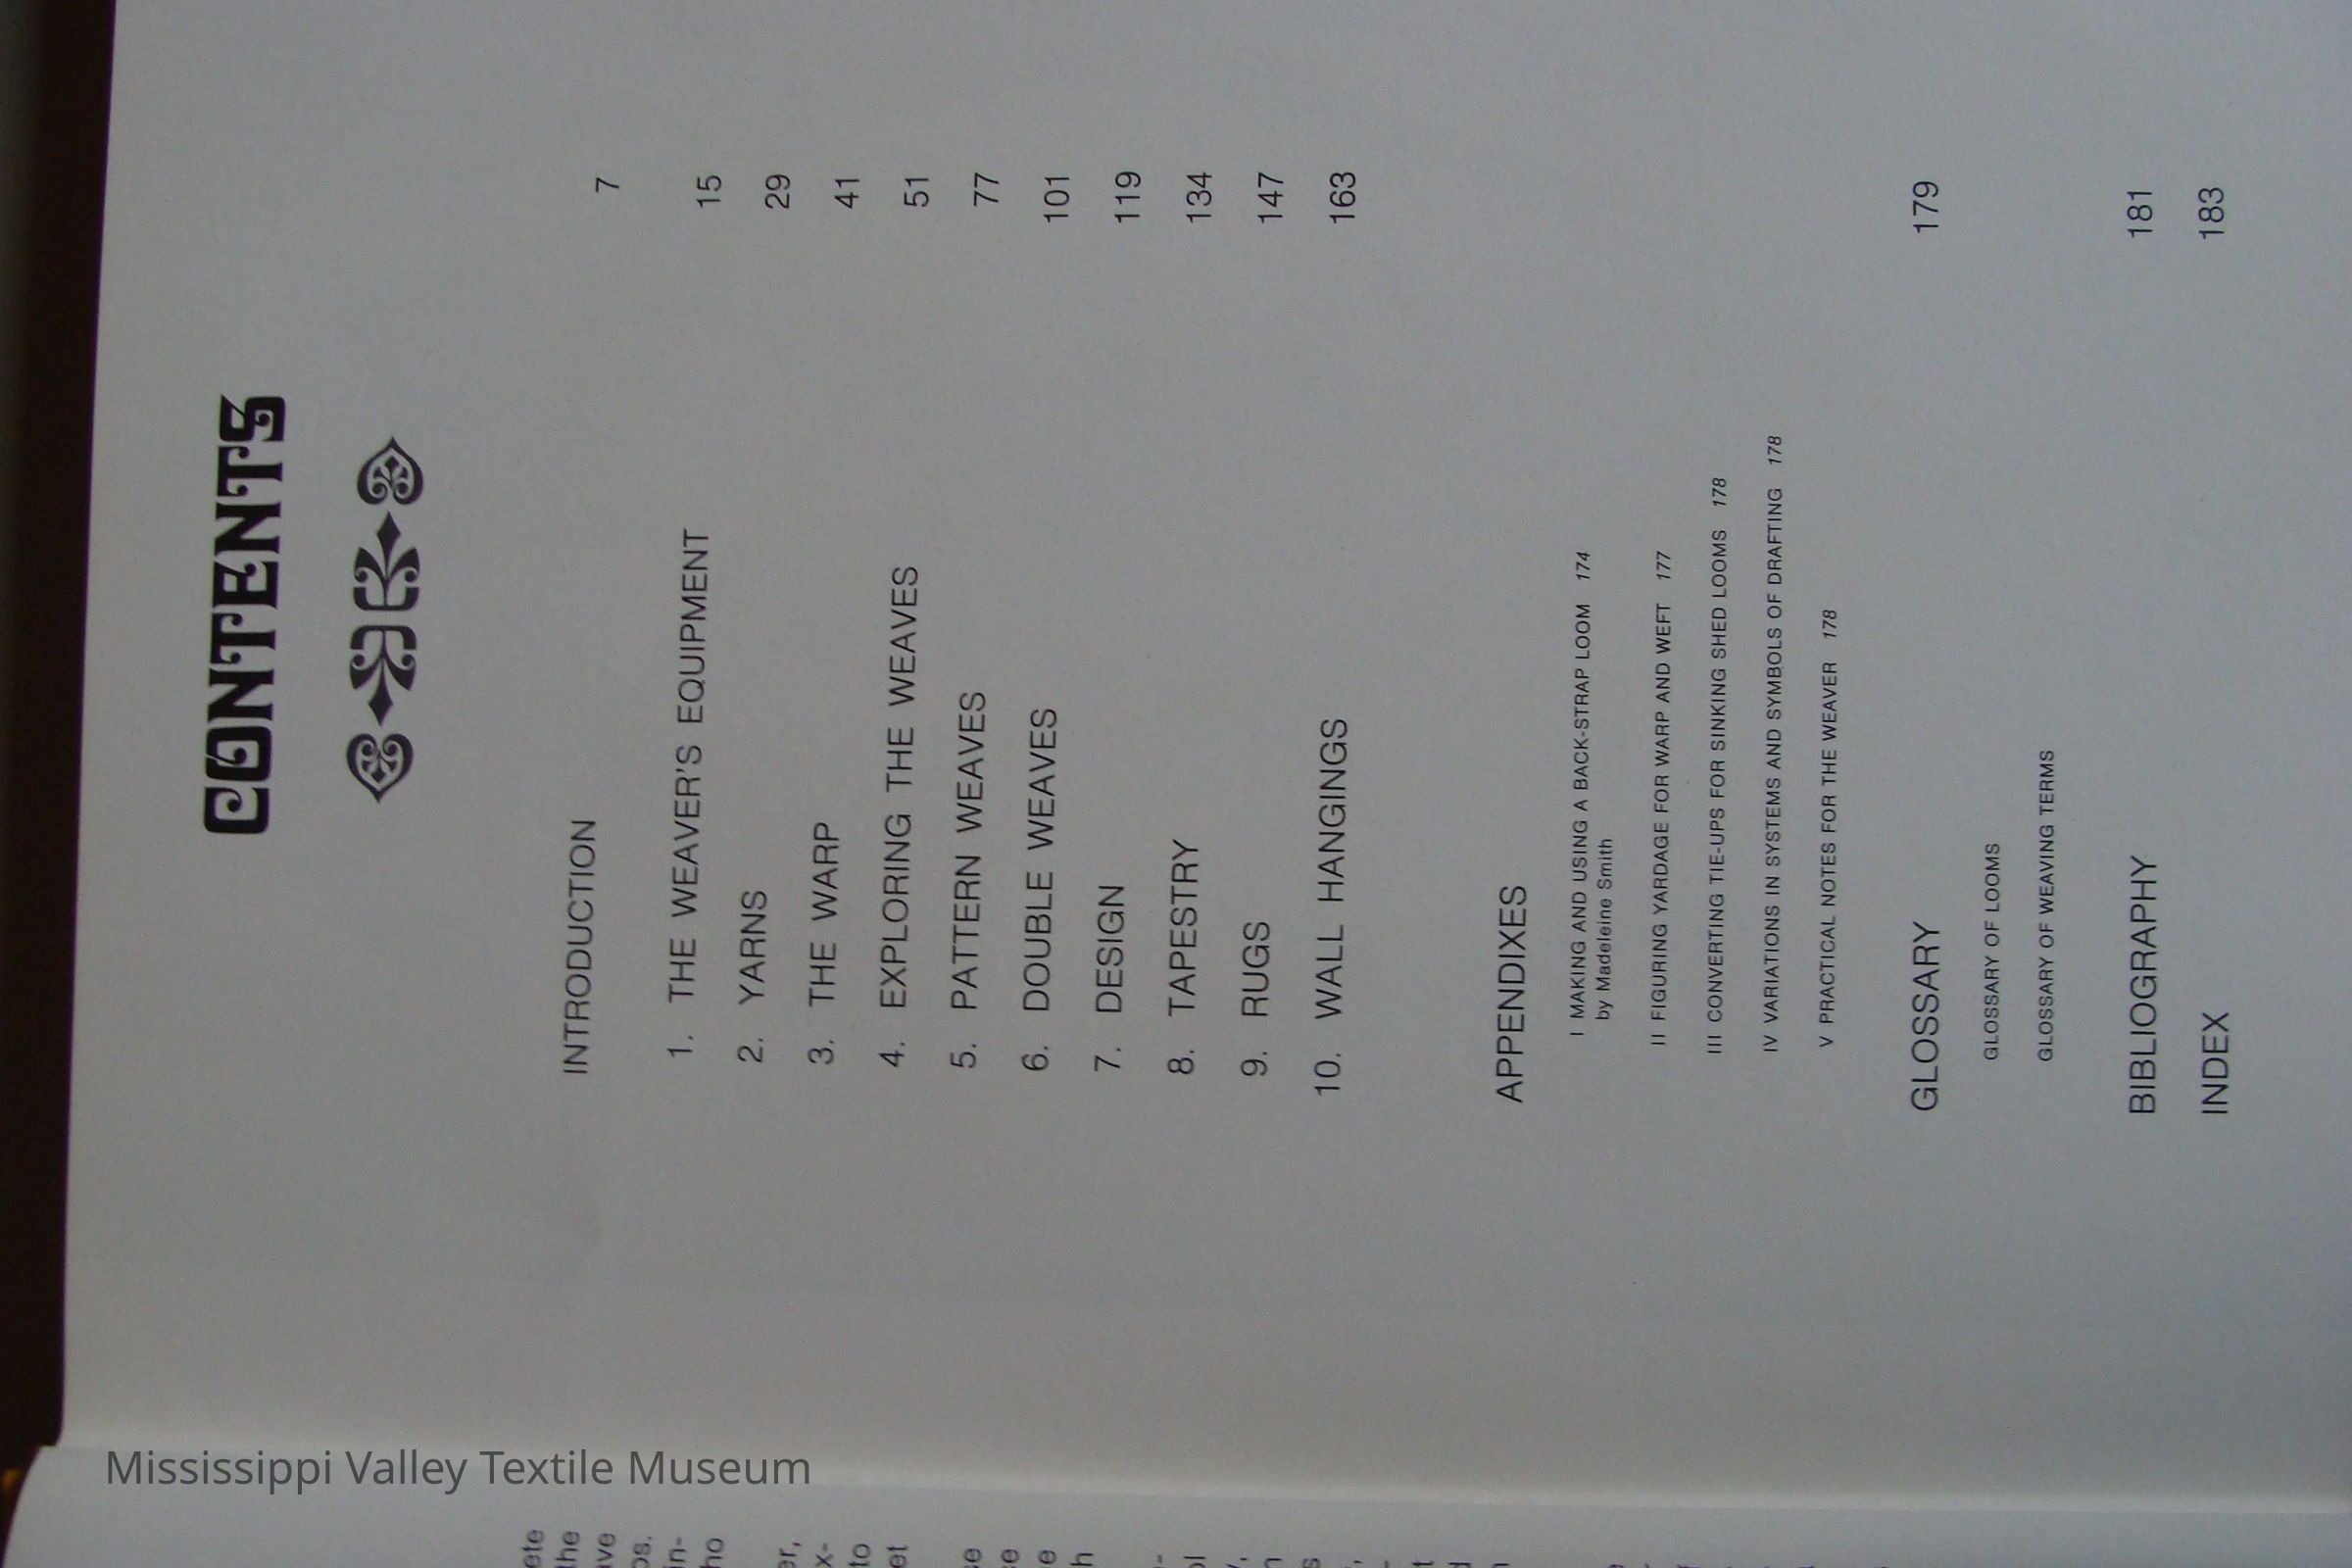 CONTENTS
INTRODUCTION 7
1. THE WEAVER'S EQUIPMENT 15
2. YARNS 29
3. THE WARP 41
4. EXPLORING THE WEAVES 51
5. PATTERN WEAVES 77
6. DOUBLE WEAVES 101
7. DESIGN 119
8. TAPESTRY 134
9. RUGS 147
10. WALL HANGINGS 163
APPENDIXES
I MAKING AND USING A BACK-STRAP LOOM 174
by Madeleine Smith
II FIGURING YARDAGE FOR WARP AND WEFT 177
III CONVERTING TIE-UPS FOR SINKING SHED LOOMS 178
IV VARIATIONS IN SYSTEMS AND SYMBOLS OF DRAFTING 178
V PRACTICAL NOTES FOR THE WEAVER 178
GLOSSARY 179
GLOSSARY OF LOOMS
GLOSSARY OF WEAVING TERMS
BIBLIOGRAPHY 181
INDEX 183
Mississippi Valley Textile Museum